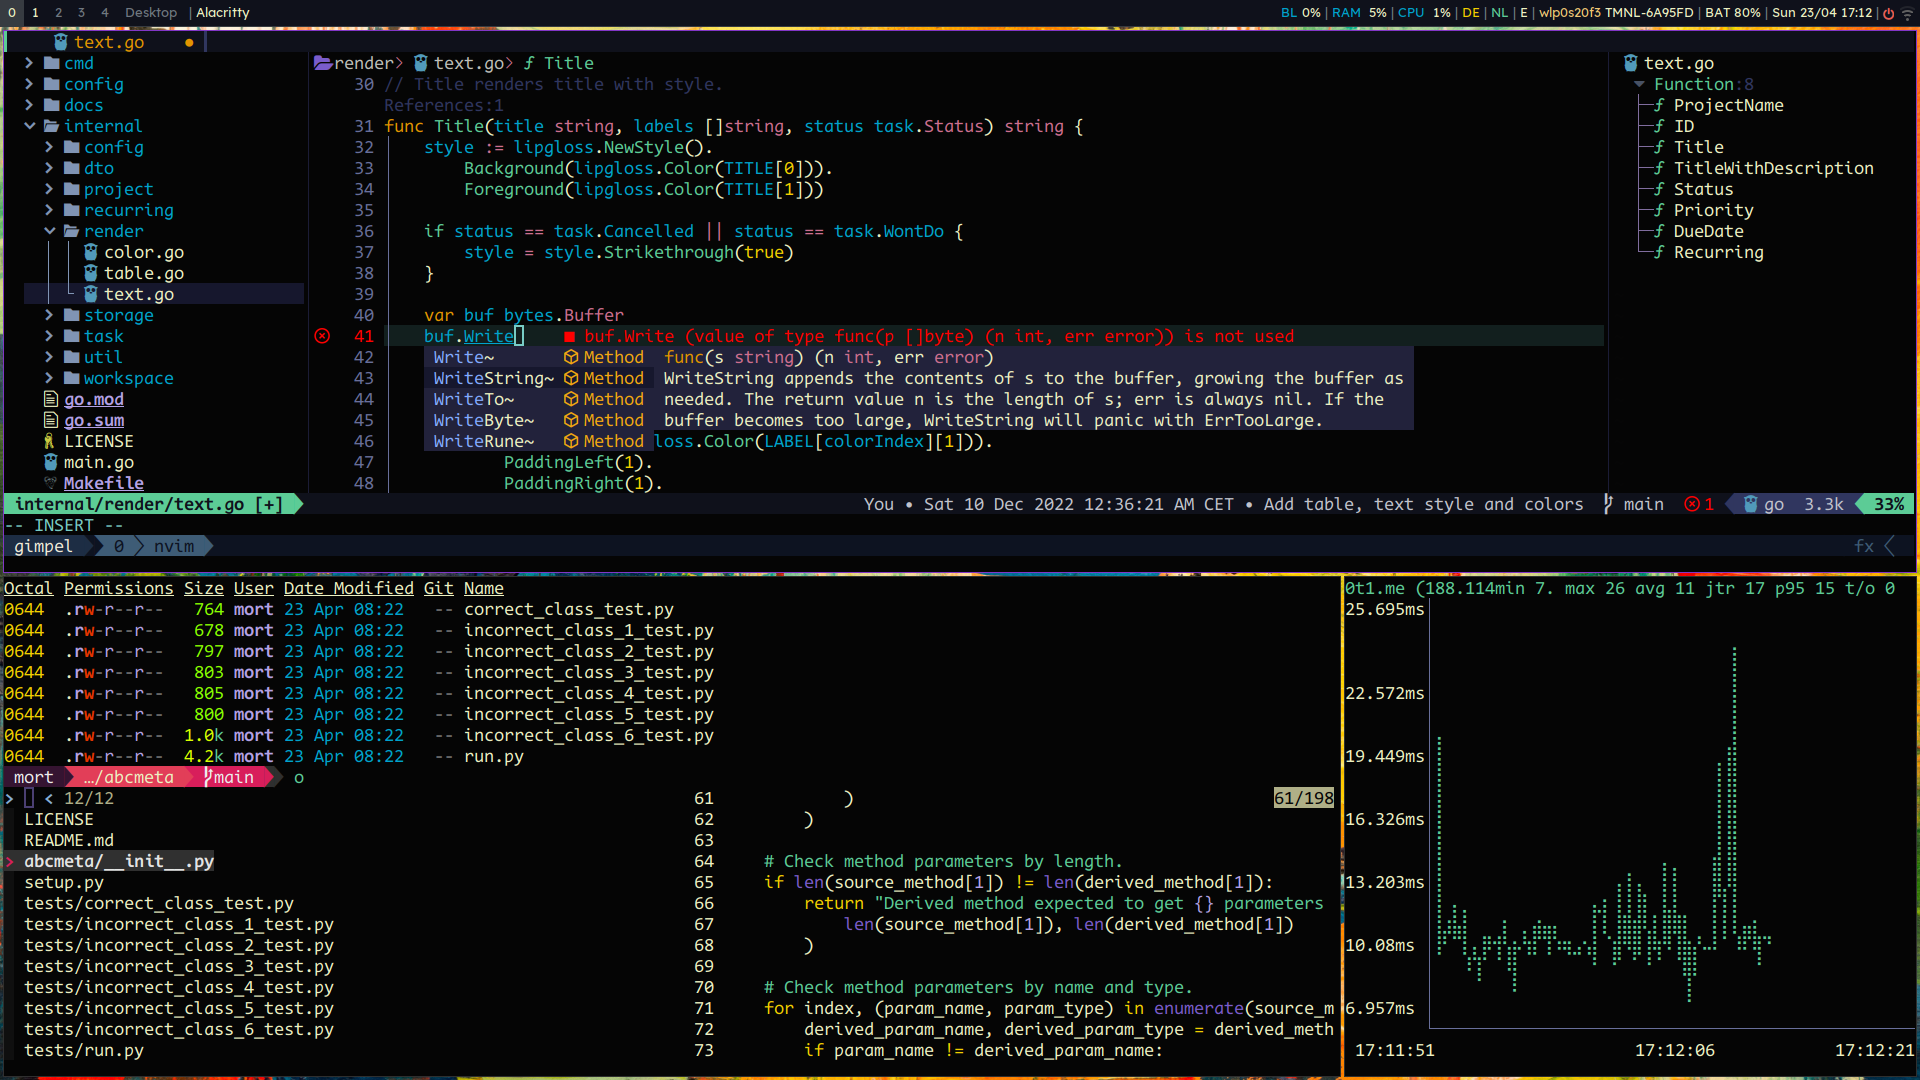 0 1 2 3 4 Desktop | Alacritty
BL 0% | RAM 5% | CPU 1% | DE | NL | E | wlp0s20f3 TMNL-6A95FD | BAT 80% | Sun 23/04 17:12 |
text.go ●
cmd
config
docs
internal
config
dto
project
recurring
render
color.go
table.go
text.go
storage
task
util
workspace
go.mod
go.sum
LICENSE
main.go
Makefile
render> text.go> ƒ Title
30 // Title renders title with style.
References:1
31 func Title(title string, labels []string, status task.Status) string {
32 style := lipgloss.NewStyle().
33 Background(lipgloss.Color(TITLE[0])).
34 Foreground(lipgloss.Color(TITLE[1]))
35
36 if status == task.Cancelled || status == task.WontDo {
37 style = style.Strikethrough(true)
38 }
39
40 var buf bytes.Buffer
41 buf.Write ■ buf.Write (value of type func(p []byte) (n int, err error)) is not used
42 Write~ Method func(s string) (n int, err error)
43 WriteString~ Method WriteString appends the contents of s to the buffer, growing the buffer as
44 WriteTo~ Method needed. The return value n is the length of s; err is always nil. If the
45 WriteByte~ Method buffer becomes too large, WriteString will panic with ErrTooLarge.
46 WriteRune~ Method loss.Color(LABEL[colorIndex][1])).
47 PaddingLeft(1).
48 PaddingRight(1).
text.go
Function:8
ƒ ProjectName
ƒ ID
ƒ Title
ƒ TitleWithDescription
ƒ Status
ƒ Priority
ƒ DueDate
ƒ Recurring
internal/render/text.go [+]
You • Sat 10 Dec 2022 12:36:21 AM CET • Add table, text style and colors main 1 go 3.3k 33%
-- INSERT --
gimpel 0 nvim
fx
Octal Permissions Size User Date Modified Git Name
0644 .rw-r--r-- 764 mort 23 Apr 08:22 -- correct_class_test.py
0644 .rw-r--r-- 678 mort 23 Apr 08:22 -- incorrect_class_1_test.py
0644 .rw-r--r-- 797 mort 23 Apr 08:22 -- incorrect_class_2_test.py
0644 .rw-r--r-- 803 mort 23 Apr 08:22 -- incorrect_class_3_test.py
0644 .rw-r--r-- 805 mort 23 Apr 08:22 -- incorrect_class_4_test.py
0644 .rw-r--r-- 800 mort 23 Apr 08:22 -- incorrect_class_5_test.py
0644 .rw-r--r-- 1.0k mort 23 Apr 08:22 -- incorrect_class_6_test.py
0644 .rw-r--r-- 4.2k mort 23 Apr 08:22 -- run.py
mort …/abcmeta main o
> < 12/12
LICENSE
README.md
> abcmeta/__init__.py
setup.py
tests/correct_class_test.py
tests/incorrect_class_1_test.py
tests/incorrect_class_2_test.py
tests/incorrect_class_3_test.py
tests/incorrect_class_4_test.py
tests/incorrect_class_5_test.py
tests/incorrect_class_6_test.py
tests/run.py
61 ) 61/198
62 )
63
64 # Check method parameters by length.
65 if len(source_method[1]) != len(derived_method[1]):
66 return "Derived method expected to get {} parameters
67 len(source_method[1]), len(derived_method[1])
68 )
69
70 # Check method parameters by name and type.
71 for index, (param_name, param_type) in enumerate(source_m
72 derived_param_name, derived_param_type = derived_meth
73 if param_name != derived_param_name:
0t1.me (188.114min 7. max 26 avg 11 jtr 17 p95 15 t/o 0
25.695ms
22.572ms
19.449ms
16.326ms
13.203ms
10.08ms
6.957ms
17:11:51 17:12:06 17:12:21